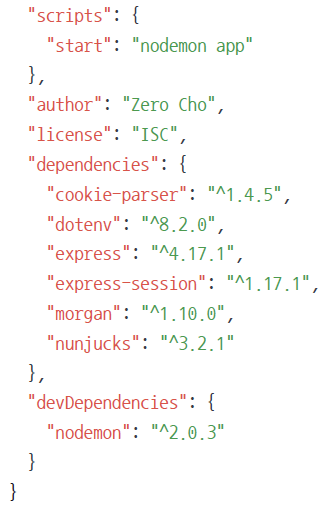 "scripts": {
"start": "nodemon app"
},
"author": "Zero Cho",
"license": "ISC",
"dependencies": {
"cookie-parser": "^1.4.5",
"dotenv": "^8.2.0",
"express": "^4.17.1",
"express-session": "^1.17.1",
"morgan": "^1.10.0",
"nunjucks": "^3.2.1"
},
"devDependencies": {
"nodemon": "^2.0.3"
}
}